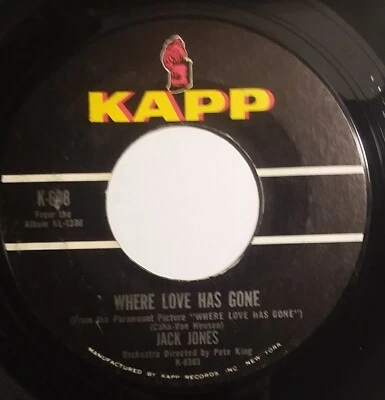 KAPP
K-608
From the
Album KL-1396
WHERE LOVE HAS GONE
(From the Paramount Picture "WHERE LOVE HAS GONE")
(Cahn-Van Heusen)
JACK JONES
Orchestra Directed by Pete King
MANUFACTURED BY KAPP RECORDS INC. NEW YORK